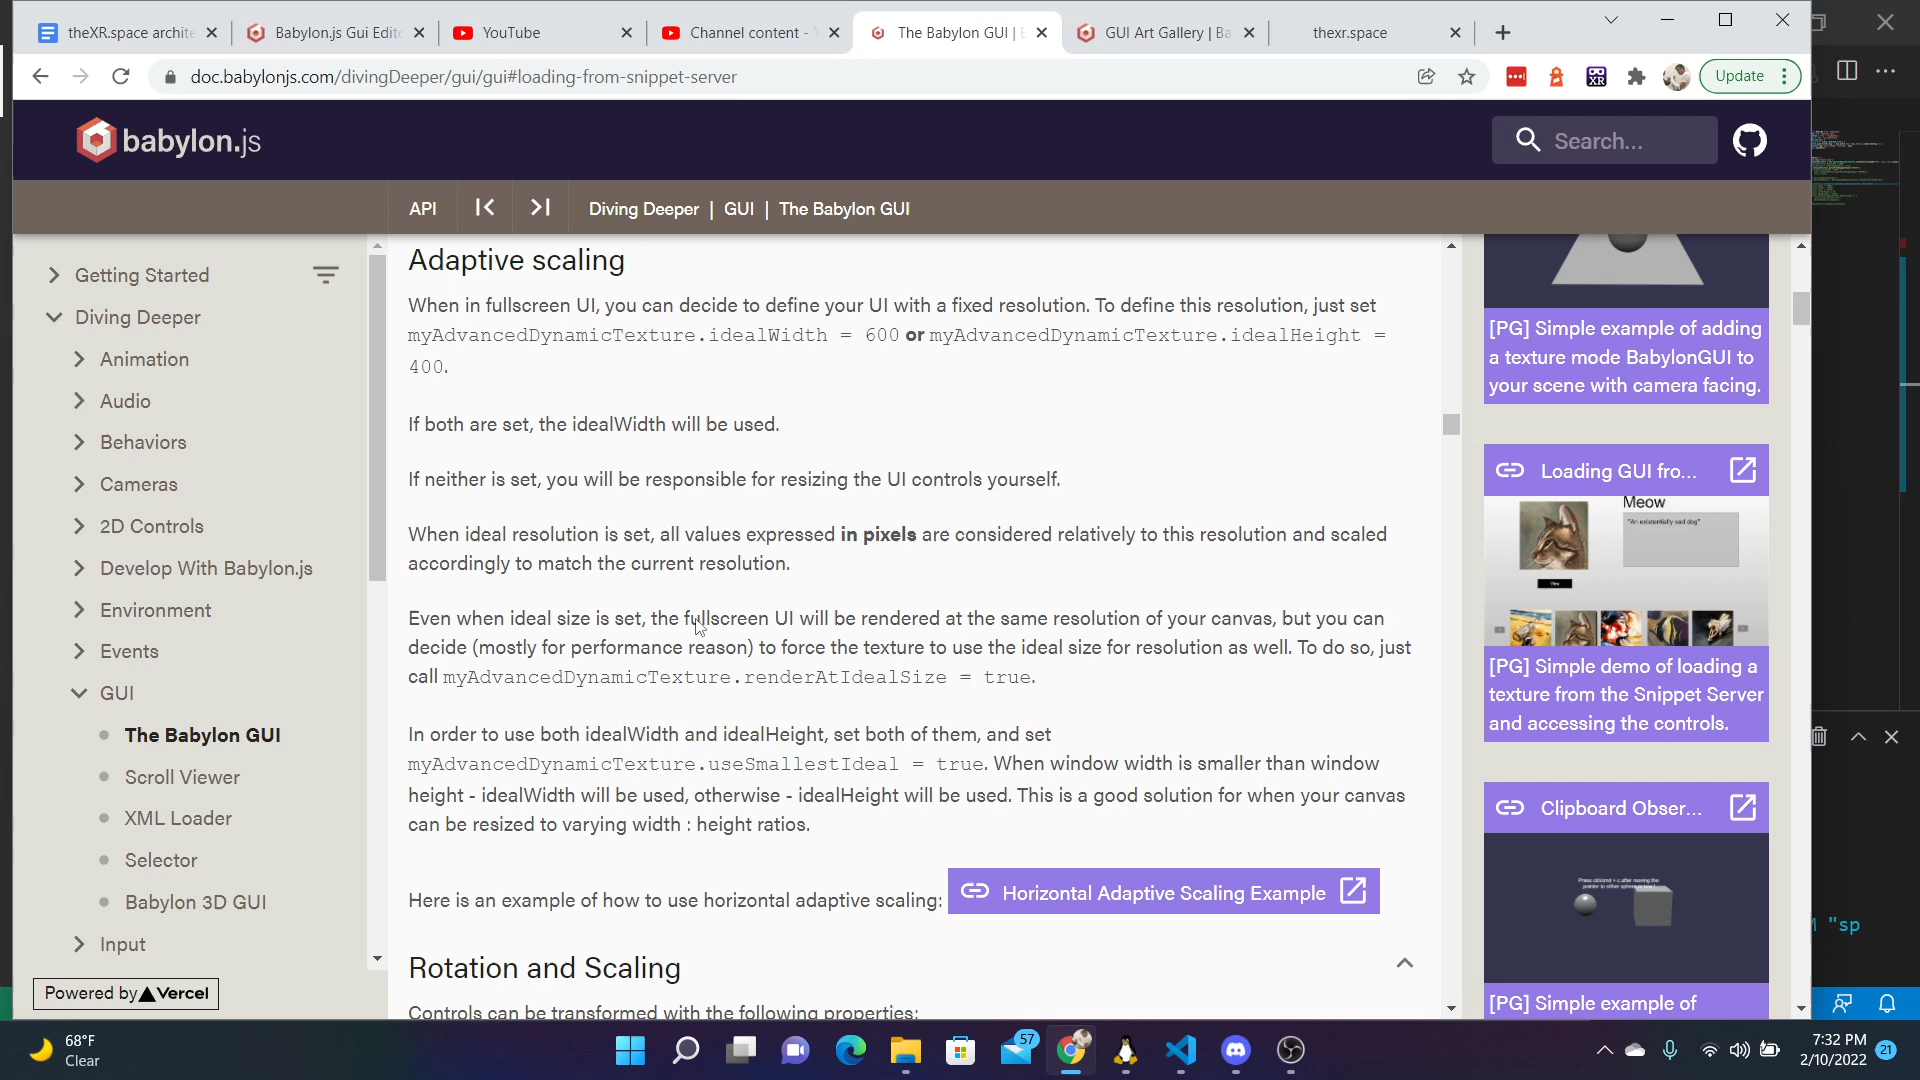 theXR.space archite
Babylon.js Gui Edito
YouTube
Channel content - Y
The Babylon GUI | B
GUI Art Gallery | Ba
thexr.space
doc.babylonjs.com/divingDeeper/gui/gui#loading-from-snippet-server
Update
babylon.js
Search...
API
Diving Deeper | GUI | The Babylon GUI
Getting Started
Diving Deeper
Animation
Audio
Behaviors
Cameras
2D Controls
Develop With Babylon.js
Environment
Events
GUI
The Babylon GUI
Scroll Viewer
XML Loader
Selector
Babylon 3D GUI
Input
Powered by Vercel
Adaptive scaling
When in fullscreen UI, you can decide to define your UI with a fixed resolution. To define this resolution, just set
myAdvancedDynamicTexture.idealWidth = 600 or myAdvancedDynamicTexture.idealHeight =
400.
If both are set, the idealWidth will be used.
If neither is set, you will be responsible for resizing the UI controls yourself.
When ideal resolution is set, all values expressed in pixels are considered relatively to this resolution and scaled
accordingly to match the current resolution.
Even when ideal size is set, the fullscreen UI will be rendered at the same resolution of your canvas, but you can
decide (mostly for performance reason) to force the texture to use the ideal size for resolution as well. To do so, just
call myAdvancedDynamicTexture.renderAtIdealSize = true.
In order to use both idealWidth and idealHeight, set both of them, and set
myAdvancedDynamicTexture.useSmallestIdeal = true. When window width is smaller than window
height - idealWidth will be used, otherwise - idealHeight will be used. This is a good solution for when your canvas
can be resized to varying width : height ratios.
Here is an example of how to use horizontal adaptive scaling: Horizontal Adaptive Scaling Example
Rotation and Scaling
Controls can be transformed with the following properties:
[PG] Simple example of adding
a texture mode BabylonGUI to
your scene with camera facing.
Loading GUI fro...
Meow
"An existentially sad dog"
View
[PG] Simple demo of loading a
texture from the Snippet Server
and accessing the controls.
Clipboard Obser...
[PG] Simple example of
"sp
68°F
Clear
57
7:32 PM
2/10/2022
21